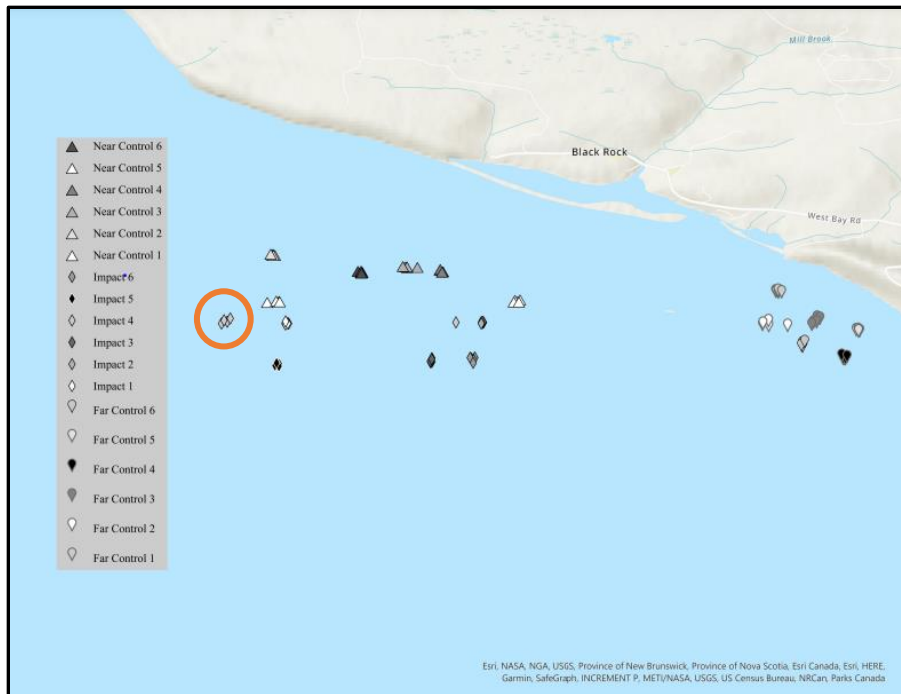 Mill Brook
Black Rock
West Bay Rd
Near Control 6
Near Control 5
Near Control 4
Near Control 3
Near Control 2
Near Control 1
Impact 6
Impact 5
Impact 4
Impact 3
Impact 2
Impact 1
Far Control 6
Far Control 5
Far Control 4
Far Control 3
Far Control 2
Far Control 1
Esri, NASA, NGA, USGS, Province of New Brunswick, Province of Nova Scotia, Esri Canada, Esri, HERE,
Garmin, SafeGraph, INCREMENT P, METI/NASA, USGS, US Census Bureau, NRCan, Parks Canada